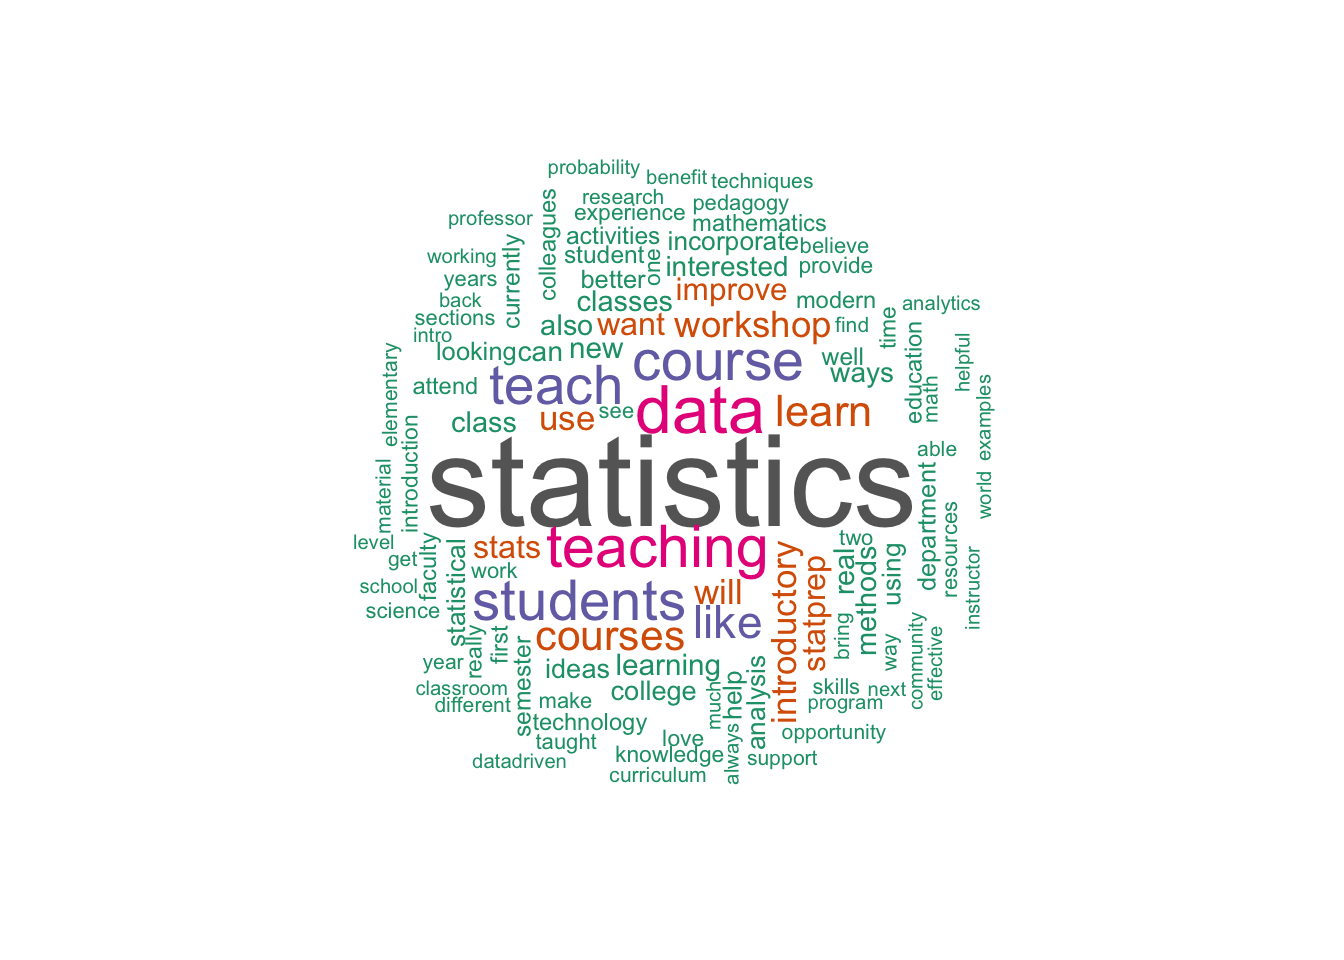 probability
benefit
techniques
research
pedagogy
professor
experience
mathematics
colleagues
activities
incorporate
believe
working
currently
student
one
interested
provide
years
better
improve
back
classes
modern
analytics
sections
also
want
workshop
find
time
intro
looking
can
new
course
well
education
helpful
elementary
attend
teach
ways
math
class
use
see
data
learn
examples
introduction
statistics
able
material
world
level
stats
teaching
two
department
resources
get
faculty
statistical
work
introductory
statprep
real
methods
using
instructor
school
science
students
will
like
courses
bring
way
community
effective
year
really
first
semester
ideas
learning
classroom
different
make
college
much
help
analysis
skills
next
program
technology
taught
love
opportunity
datadriven
knowledge
always
support
curriculum